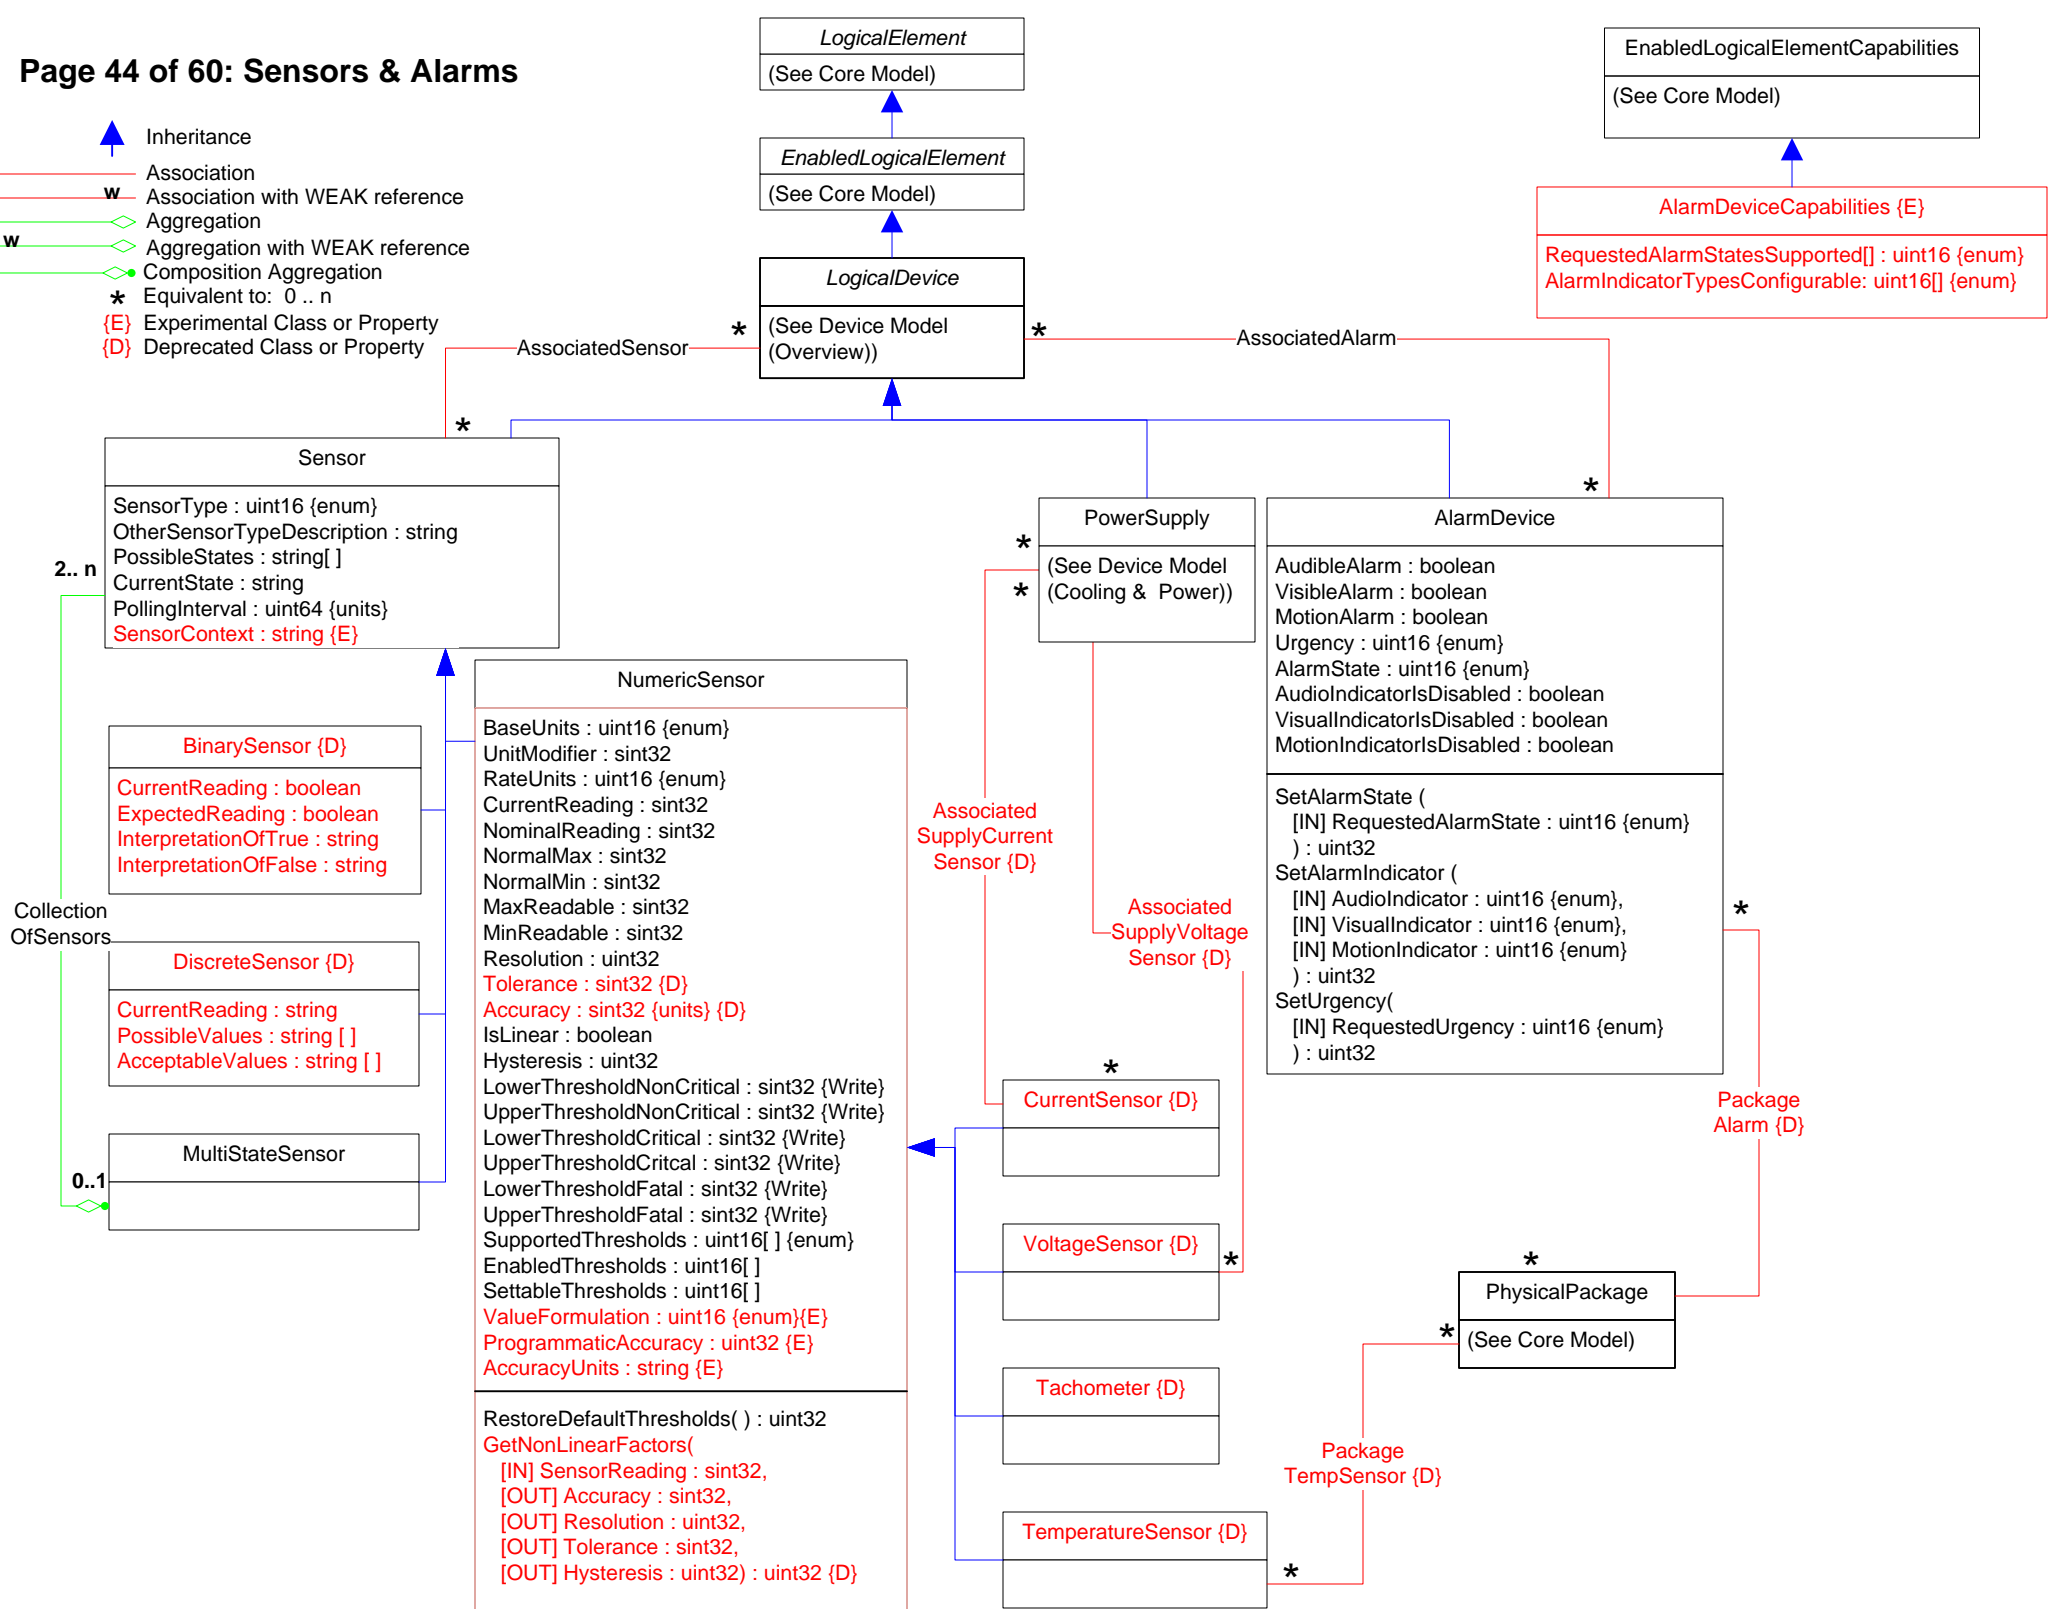 Page 44 of 60: Sensors & Alarms
Inheritance
Association
w
Association with WEAK reference
Aggregation
w
Aggregation with WEAK reference
Composition Aggregation
* Equivalent to: 0 .. n
{E} Experimental Class or Property
{D} Deprecated Class or Property
LogicalElement
(See Core Model)
EnabledLogicalElement
(See Core Model)
LogicalDevice
(See Device Model
(Overview))
*
*
EnabledLogicalElementCapabilities
(See Core Model)
AlarmDeviceCapabilities {E}
RequestedAlarmStatesSupported[] : uint16 {enum}
AlarmIndicatorTypesConfigurable: uint16[] {enum}
AssociatedSensor
*
AssociatedAlarm
*
Sensor
SensorType : uint16 {enum}
OtherSensorTypeDescription : string
PossibleStates : string[ ]
CurrentState : string
PollingInterval : uint64 {units}
SensorContext : string {E}
2.. n
Collection
OfSensors
0..1
BinarySensor {D}
CurrentReading : boolean
ExpectedReading : boolean
InterpretationOfTrue : string
InterpretationOfFalse : string
DiscreteSensor {D}
CurrentReading : string
PossibleValues : string [ ]
AcceptableValues : string [ ]
MultiStateSensor
NumericSensor
BaseUnits : uint16 {enum}
UnitModifier : sint32
RateUnits : uint16 {enum}
CurrentReading : sint32
NominalReading : sint32
NormalMax : sint32
NormalMin : sint32
MaxReadable : sint32
MinReadable : sint32
Resolution : uint32
Tolerance : sint32 {D}
Accuracy : sint32 {units} {D}
IsLinear : boolean
Hysteresis : uint32
LowerThresholdNonCritical : sint32 {Write}
UpperThresholdNonCritical : sint32 {Write}
LowerThresholdCritical : sint32 {Write}
UpperThresholdCritcal : sint32 {Write}
LowerThresholdFatal : sint32 {Write}
UpperThresholdFatal : sint32 {Write}
SupportedThresholds : uint16[ ] {enum}
EnabledThresholds : uint16[ ]
SettableThresholds : uint16[ ]
ValueFormulation : uint16 {enum}{E}
ProgrammaticAccuracy : uint32 {E}
AccuracyUnits : string {E}
RestoreDefaultThresholds( ) : uint32
GetNonLinearFactors(
[IN] SensorReading : sint32,
[OUT] Accuracy : sint32,
[OUT] Resolution : uint32,
[OUT] Tolerance : sint32,
[OUT] Hysteresis : uint32) : uint32 {D}
PowerSupply
(See Device Model
(Cooling &  Power))
*
*
Associated
SupplyCurrent
Sensor {D}
Associated
SupplyVoltage
Sensor {D}
AlarmDevice
AudibleAlarm : boolean
VisibleAlarm : boolean
MotionAlarm : boolean
Urgency : uint16 {enum}
AlarmState : uint16 {enum}
AudioIndicatorIsDisabled : boolean
VisualIndicatorIsDisabled : boolean
MotionIndicatorIsDisabled : boolean
SetAlarmState (
[IN] RequestedAlarmState : uint16 {enum}
) : uint32
SetAlarmIndicator (
[IN] AudioIndicator : uint16 {enum},
[IN] VisualIndicator : uint16 {enum},
[IN] MotionIndicator : uint16 {enum}
) : uint32
SetUrgency(
[IN] RequestedUrgency : uint16 {enum}
) : uint32
*
Package
Alarm {D}
*
CurrentSensor {D}
VoltageSensor {D}
*
Tachometer {D}
TemperatureSensor {D}
*
Package
TempSensor {D}
*
PhysicalPackage
(See Core Model)
*